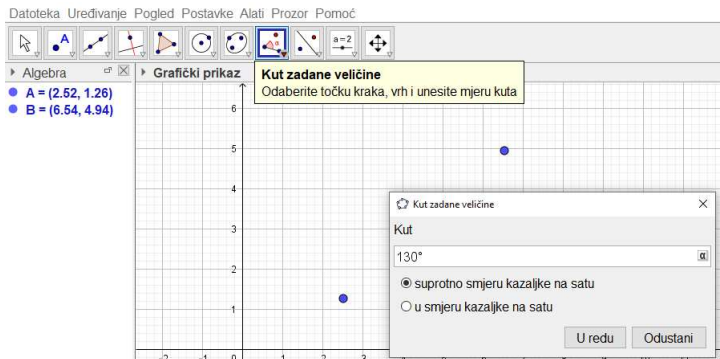 Datoteka Uređivanje Pogled Postavke Alati Prozor Pomoć
A
α
a=2
Algebra
Grafički prikaz
Kut zadane veličine
Odaberite točku kraka, vrh i unesite mjeru kuta
A = (2.52, 1.26)
B = (6.54, 4.94)
6
5
4
3
2
1
-2 -1 0 2 3
Kut zadane veličine
Kut
130°
α
suprotno smjeru kazaljke na satu
u smjeru kazaljke na satu
U redu Odustani